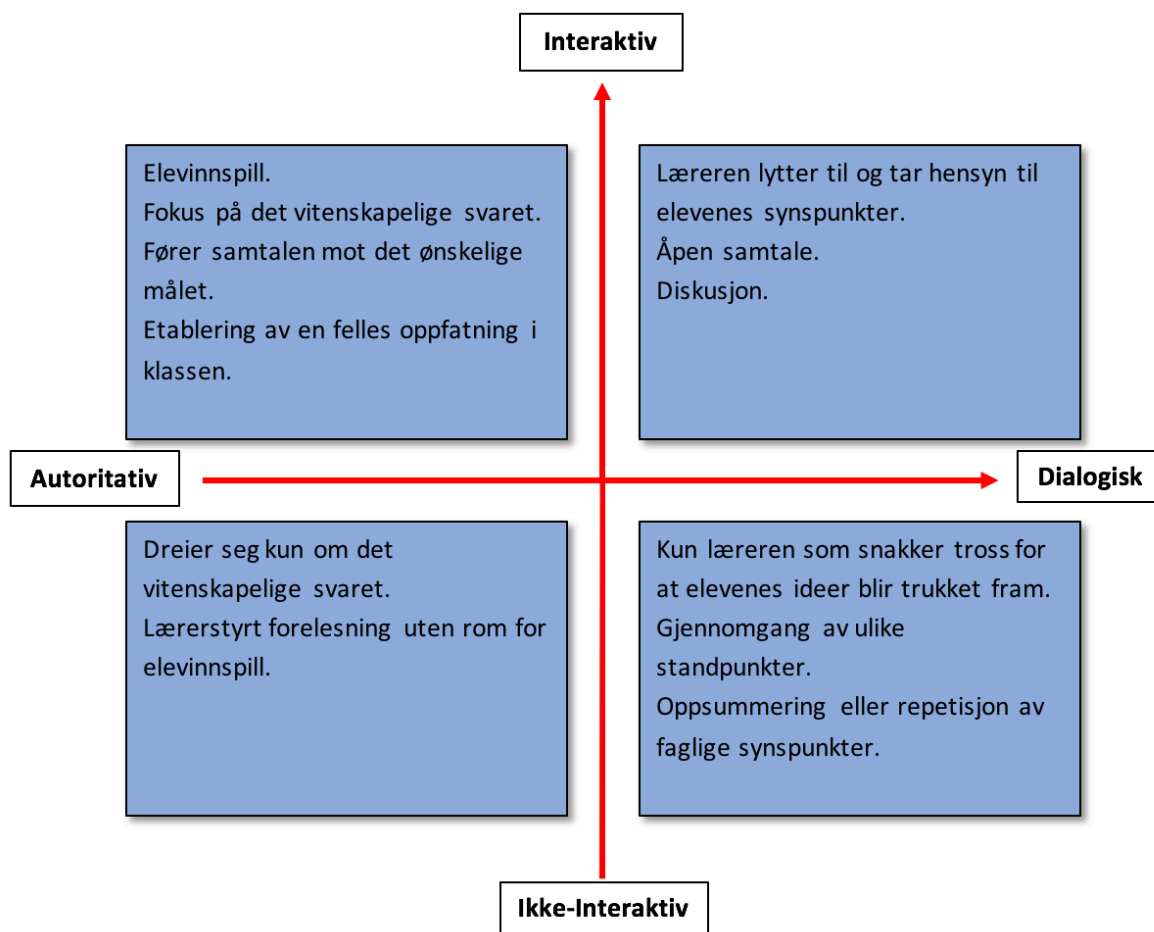 Interaktiv
Elevinnspill.
Fokus på det vitenskapelige svaret.
Fører samtalen mot det ønskelige
målet.
Etablering av en felles oppfatning i
klassen.
Læreren lytter til og tar hensyn til
elevenes synspunkter.
Åpen samtale.
Diskusjon.
Autoritativ
Dialogisk
Dreier seg kun om det
vitenskapelige svaret.
Lærerstyrt forelesning uten rom for
elevinnspill.
Kun læreren som snakker tross for
at elevenes ideer blir trukket fram.
Gjennomgang av ulike
standpunkter.
Oppsummering eller repetisjon av
faglige synspunkter.
Ikke-Interaktiv